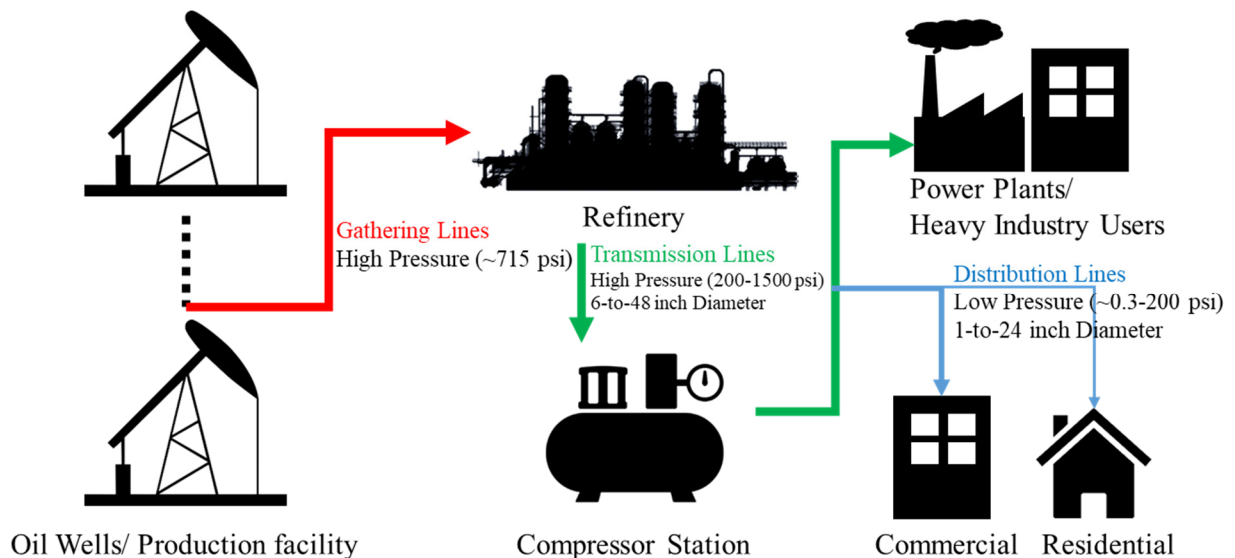 Refinery
Gathering Lines
High Pressure (~715 psi)
Transmission Lines
High Pressure (200-1500 psi)
6-to-48 inch Diameter
Power Plants/
Heavy Industry Users
Distribution Lines
Low Pressure (~0.3-200 psi)
1-to-24 inch Diameter
Oil Wells/ Production facility
Compressor Station
Commercial
Residential